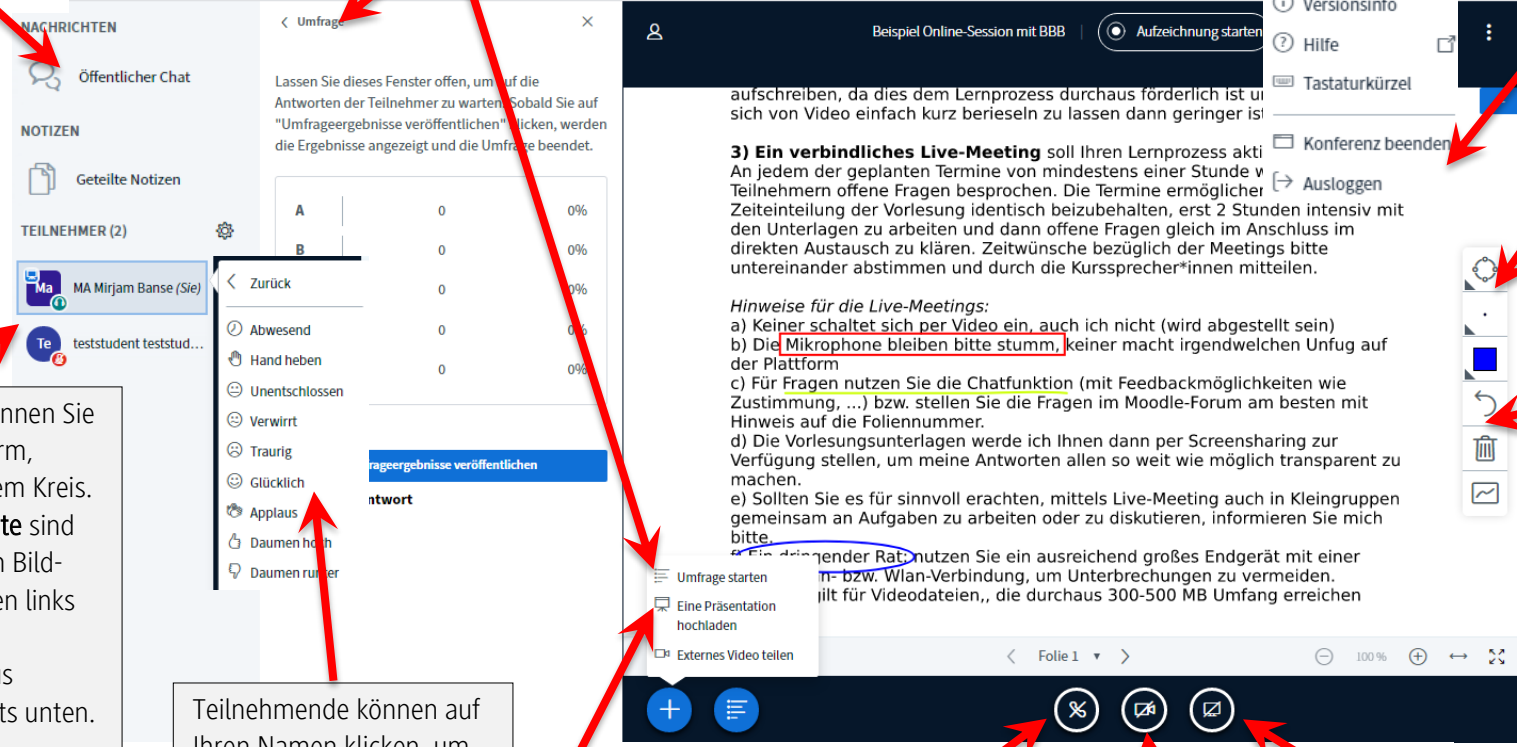 NACHRICHTEN
Öffentlicher Chat
NOTIZEN
Geteilte Notizen
TEILNEHMER (2)
Ma
MA Mirjam Banse (Sie)
Te
teststudent teststud...
nnen Sie
rm,
em Kreis.
te sind
n Bild-
en links
us
ts unten.
Umfrage
Lassen Sie dieses Fenster offen, um auf die
Antworten der Teilnehmer zu warten. Sobald Sie auf
"Umfrageergebnisse veröffentlichen" klicken, werden
die Ergebnisse angezeigt und die Umfrage beendet.
A 0 0%
B 0 0%
0 0%
0 0%
0 0%
rageergebnisse veröffentlichen
ntwort
Zurück
Abwesend
Hand heben
Unentschlossen
Verwirrt
Traurig
Glücklich
Applaus
Daumen hoch
Daumen runter
Teilnehmende können auf
Ihren Namen klicken, um
Beispiel Online-Session mit BBB
Aufzeichnung starten
Versionsinfo
Hilfe
Tastaturkürzel
Konferenz beenden
Ausloggen
aufschreiben, da dies dem Lernprozess durchaus förderlich ist u
sich von Video einfach kurz berieseln zu lassen dann geringer ist
3) Ein verbindliches Live-Meeting soll Ihren Lernprozess akti
An jedem der geplanten Termine von mindestens einer Stunde w
Teilnehmern offene Fragen besprochen. Die Termine ermöglicher
Zeiteinteilung der Vorlesung identisch beizubehalten, erst 2 Stunden intensiv mit
den Unterlagen zu arbeiten und dann offene Fragen gleich im Anschluss im
direkten Austausch zu klären. Zeitwünsche bezüglich der Meetings bitte
untereinander abstimmen und durch die Kurssprecher*innen mitteilen.
Hinweise für die Live-Meetings:
a) Keiner schaltet sich per Video ein, auch ich nicht (wird abgestellt sein)
b) Die Mikrophone bleiben bitte stumm, keiner macht irgendwelchen Unfug auf
der Plattform
c) Für Fragen nutzen Sie die Chatfunktion (mit Feedbackmöglichkeiten wie
Zustimmung, ...) bzw. stellen Sie die Fragen im Moodle-Forum am besten mit
Hinweis auf die Foliennummer.
d) Die Vorlesungsunterlagen werde ich Ihnen dann per Screensharing zur
Verfügung stellen, um meine Antworten allen so weit wie möglich transparent zu
machen.
e) Sollten Sie es für sinnvoll erachten, mittels Live-Meeting auch in Kleingruppen
gemeinsam an Aufgaben zu arbeiten oder zu diskutieren, informieren Sie mich
bitte.
f) Ein dringender Rat: nutzen Sie ein ausreichend großes Endgerät mit einer
n- bzw. Wlan-Verbindung, um Unterbrechungen zu vermeiden.
gilt für Videodateien,, die durchaus 300-500 MB Umfang erreichen
Umfrage starten
Eine Präsentation
hochladen
Externes Video teilen
Folie 1
100 %